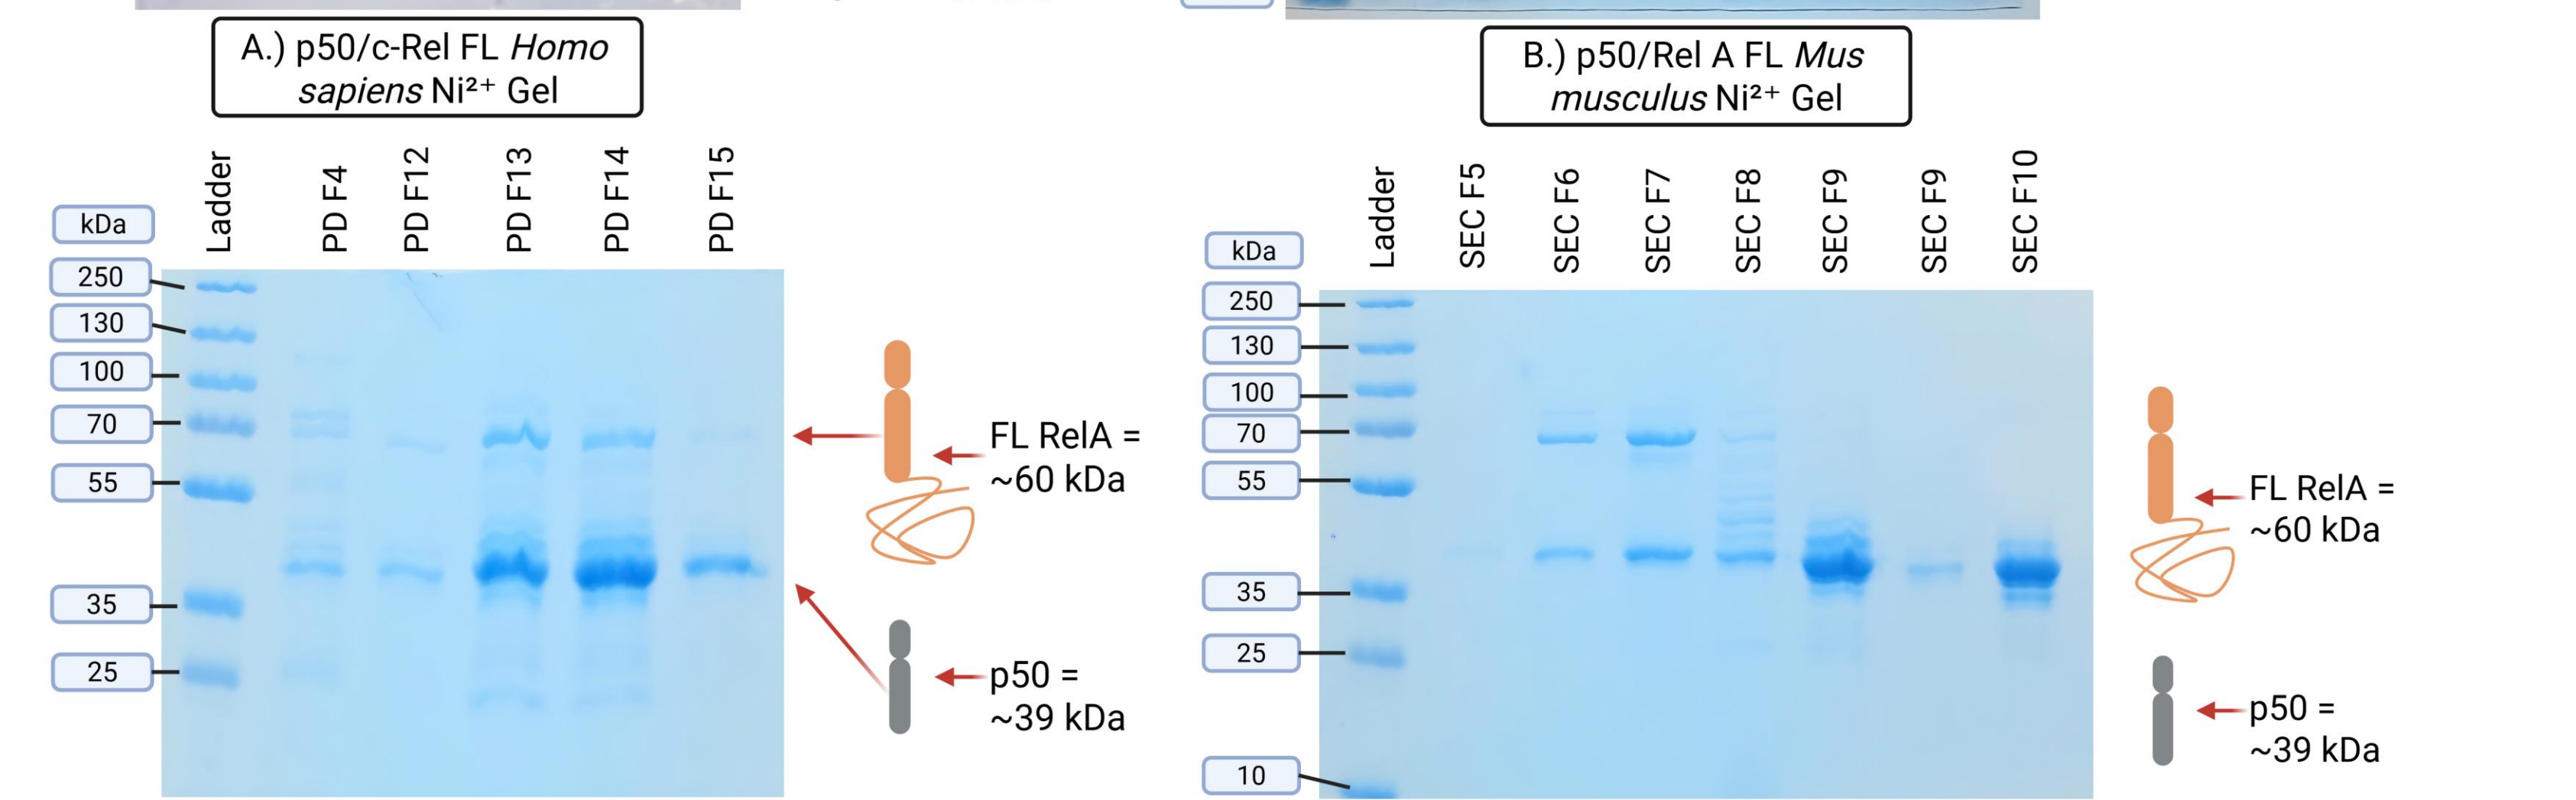 A.) p50/c-Rel FL Homo
sapiens Ni²⁺ Gel
Ladder
PD F4
PD F12
PD F13
PD F14
PD F15
kDa
250
130
100
70
55
35
25
FL RelA =
~60 kDa
p50 =
~39 kDa
B.) p50/Rel A FL Mus
musculus Ni²⁺ Gel
Ladder
SEC F5
SEC F6
SEC F7
SEC F8
SEC F9
SEC F9
SEC F10
kDa
250
130
100
70
55
35
25
10
FL RelA =
~60 kDa
p50 =
~39 kDa